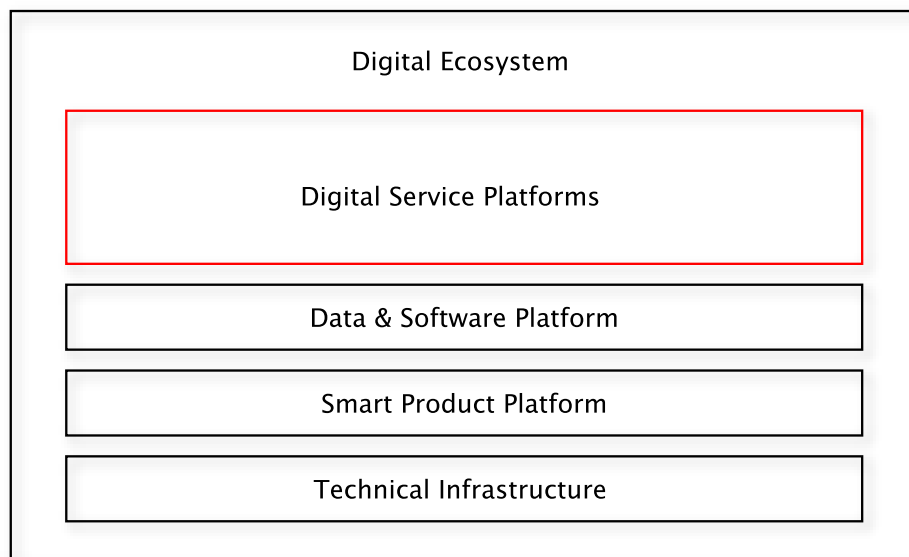 Digital Ecosystem
Digital Service Platforms
Data & Software Platform
Smart Product Platform
Technical Infrastructure